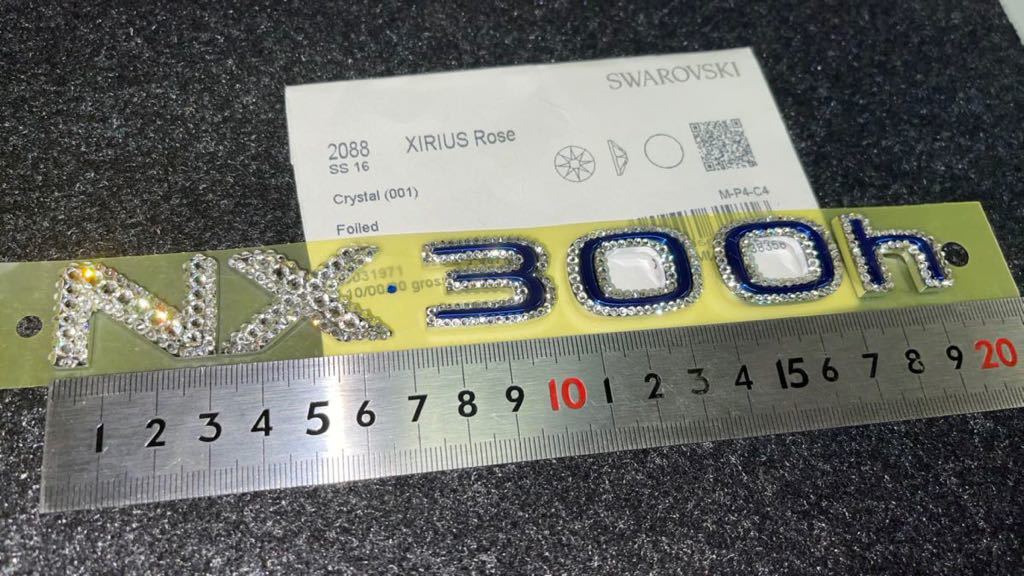 SWAROVSKI
2088 XIRIUS Rose
SS 16
Crystal (001)
Foiled
M-P4-C4
NX300h
1 2 3 4 5 6 7 8 9 10 1 2 3 4 15 6 7 8 9 20